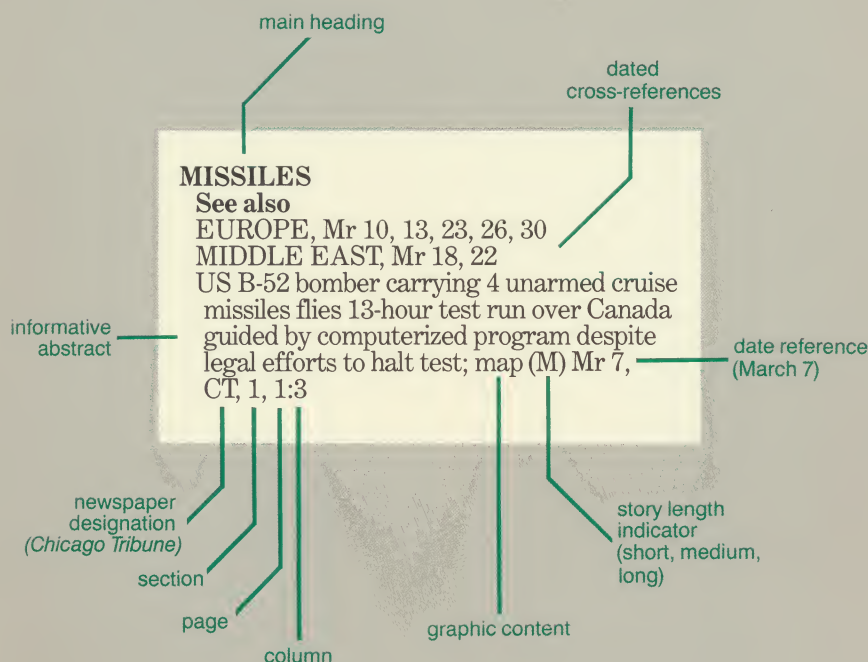 main heading
dated
cross-references
MISSILES
See also
EUROPE, Mr 10, 13, 23, 26, 30
MIDDLE EAST, Mr 18, 22
US B-52 bomber carrying 4 unarmed cruise
missiles flies 13-hour test run over Canada
guided by computerized program despite
legal efforts to halt test; map (M) Mr 7,
CT, 1, 1:3
informative
abstract
date reference
(March 7)
newspaper
designation
(Chicago Tribune)
section
page
column
graphic content
story length
indicator
(short, medium,
long)